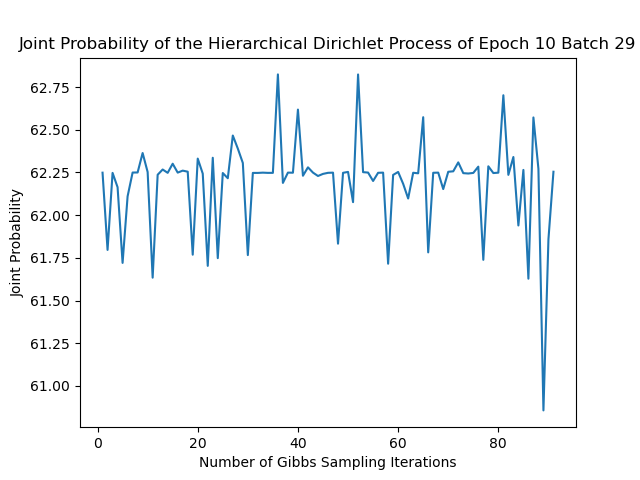 Joint Probability of the Hierarchical Dirichlet Process of Epoch 10 Batch 29
62.75
62.50
62.25
62.00
61.75
61.50
61.25
61.00
Joint Probability
0 20 40 60 80
Number of Gibbs Sampling Iterations